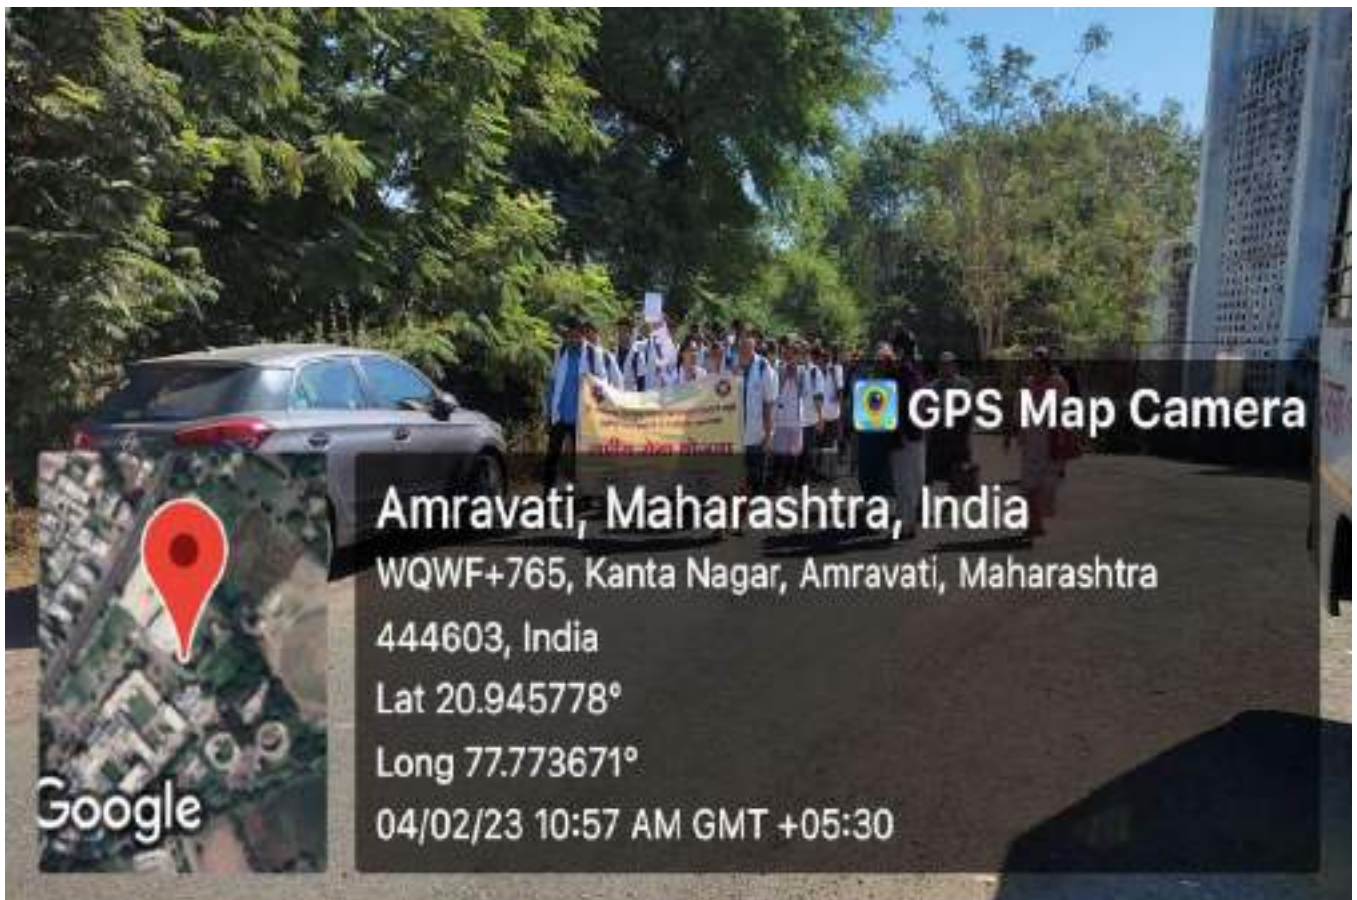 राष्ट्रीय सेवा योजना
GPS Map Camera
Amravati, Maharashtra, India
WQWF+765, Kanta Nagar, Amravati, Maharashtra
444603, India
Lat 20.945778°
Long 77.773671°
04/02/23 10:57 AM GMT +05:30
Google